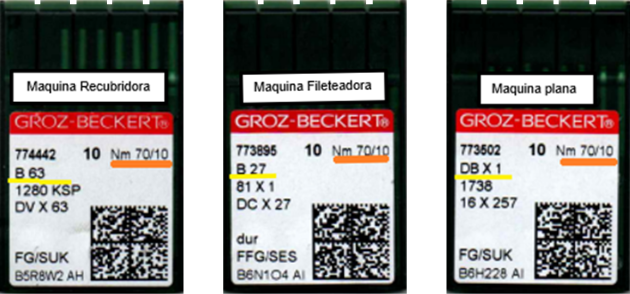 Maquina Recubridora
GROZ-BECKERT®
774442 10 Nm 70/10
B 63
1280 KSP
DV X 63
FG/SUK
B5R8W2 AH
Maquina Fileteadora
GROZ-BECKERT®
773895 10 Nm 70/10
B 27
81 X 1
DC X 27
dur
FFG/SES
B6N1O4 AI
Maquina plana
GROZ-BECKERT®
773502 10 Nm 70/10
DB X 1
1738
16 X 257
FG/SUK
B6H228 AI